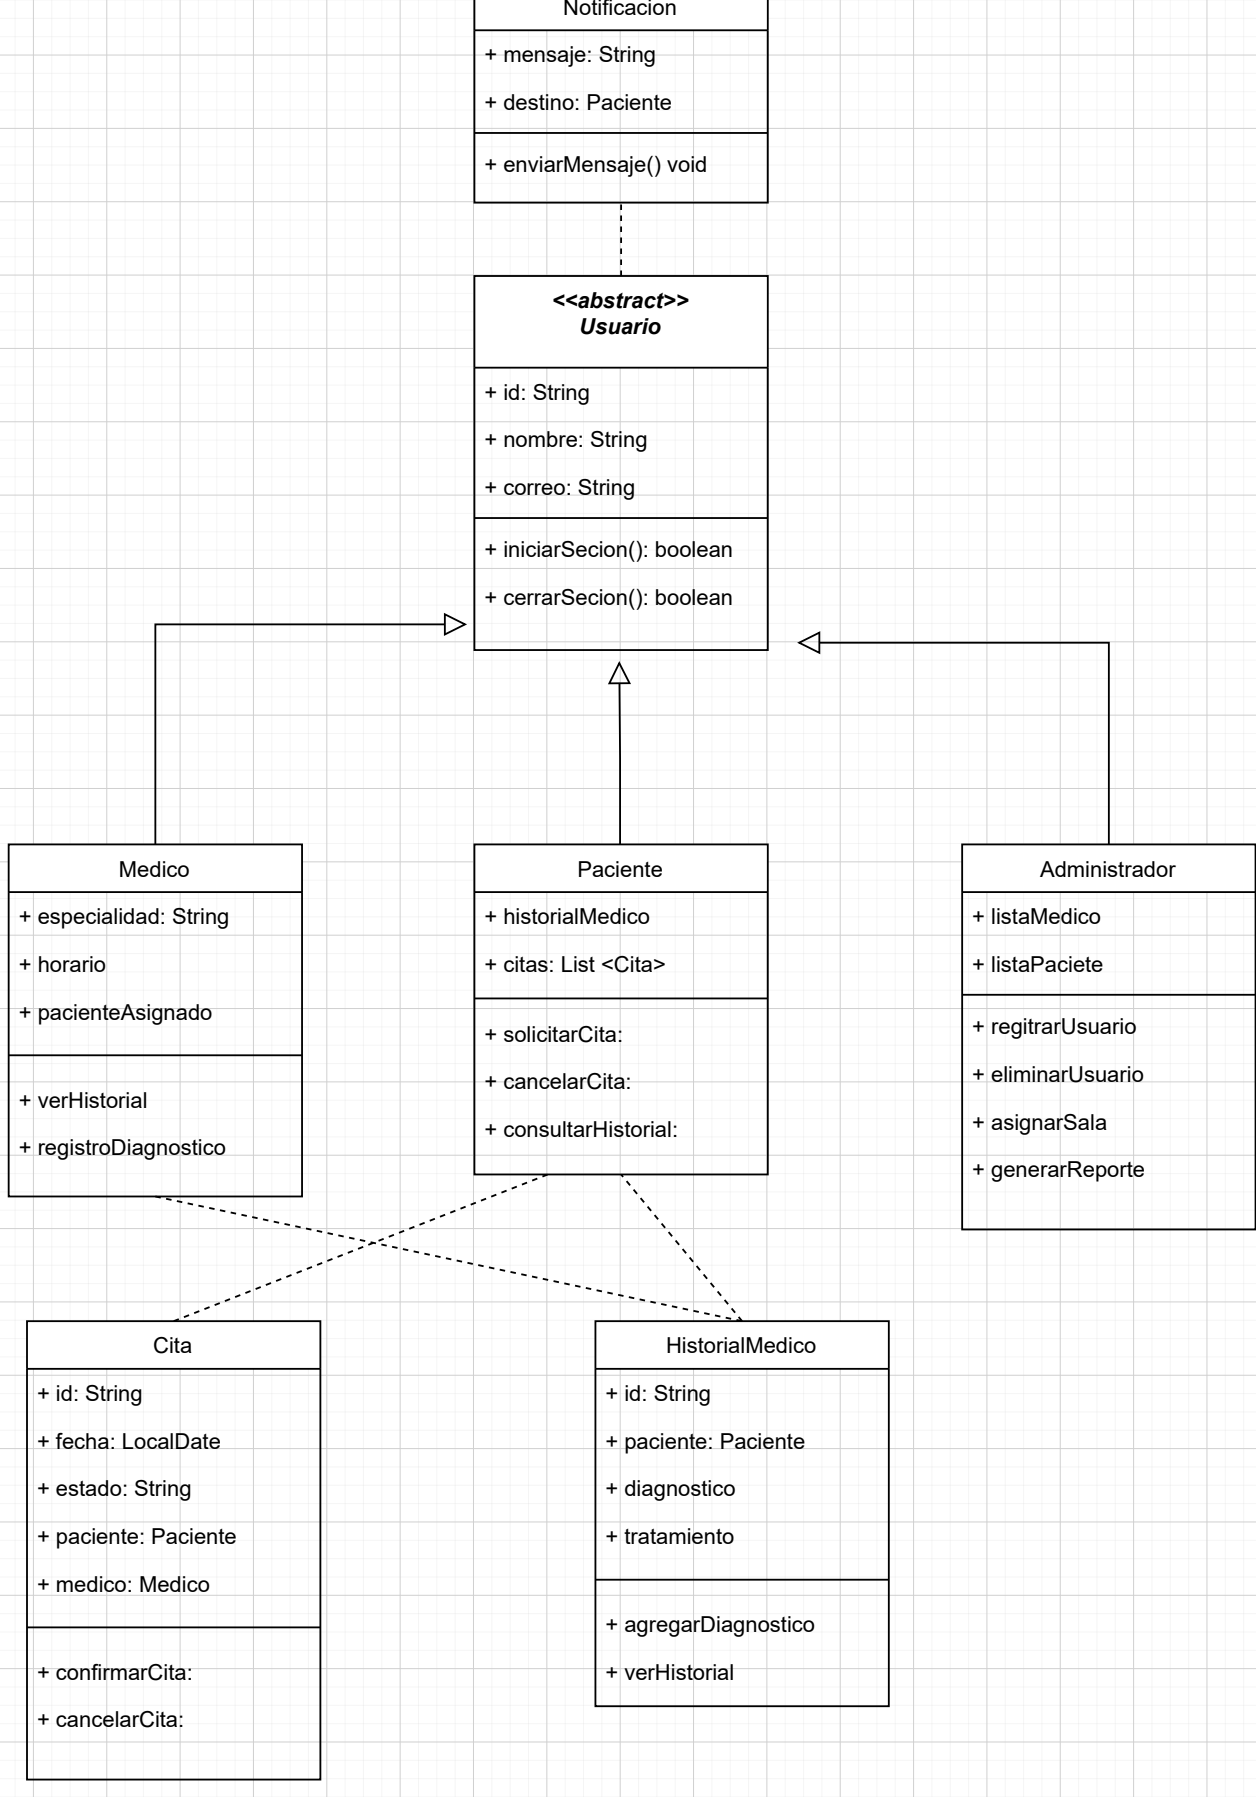 Notificacion
+ mensaje: String
+ destino: Paciente
+ enviarMensaje() void
<<abstract>>
Usuario
+ id: String
+ nombre: String
+ correo: String
+ iniciarSecion(): boolean
+ cerrarSecion(): boolean
Medico
+ especialidad: String
+ horario
+ pacienteAsignado
+ verHistorial
+ registroDiagnostico
Paciente
+ historialMedico
+ citas: List <Cita>
+ solicitarCita:
+ cancelarCita:
+ consultarHistorial:
Administrador
+ listaMedico
+ listaPaciete
+ regitrarUsuario
+ eliminarUsuario
+ asignarSala
+ generarReporte
Cita
+ id: String
+ fecha: LocalDate
+ estado: String
+ paciente: Paciente
+ medico: Medico
+ confirmarCita:
+ cancelarCita:
HistorialMedico
+ id: String
+ paciente: Paciente
+ diagnostico
+ tratamiento
+ agregarDiagnostico
+ verHistorial